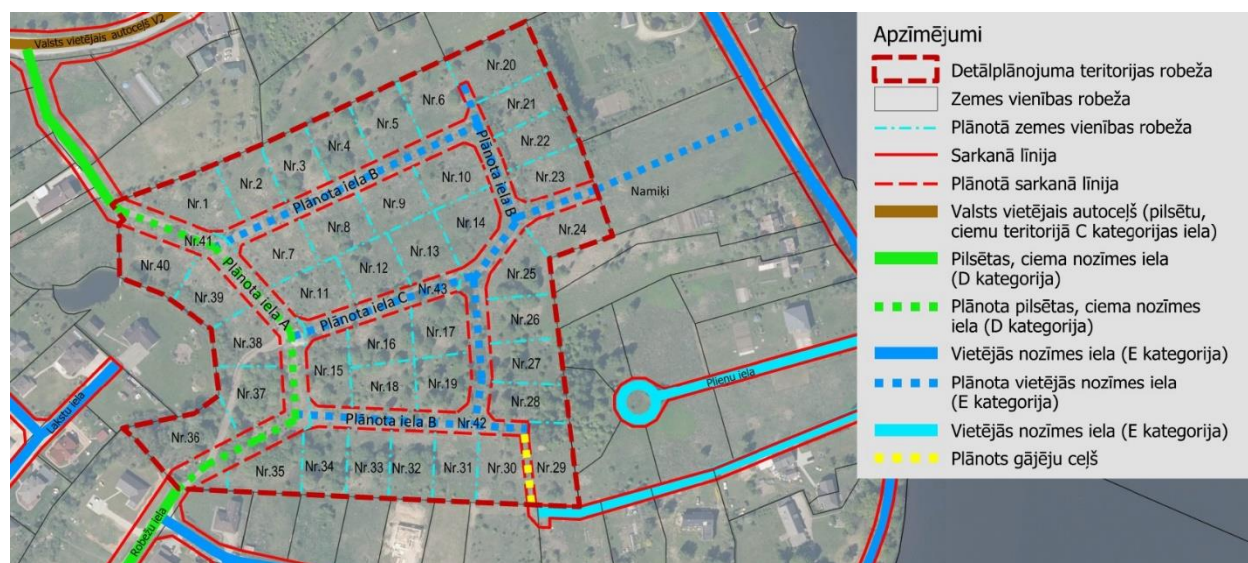 Valsts vietējais autoceļš V2
Nr.20
Nr.6
Nr.21
Nr.5
Nr.4
Nr.22
Nr.3
Plānota iela B
Nr.10
Nr.23
Nr.2
Plānota iela B
Namiķi
Nr.1
Nr.9
Nr.14
Nr.24
Nr.8
Nr.41
Nr.7
Nr.13
Nr.40
Nr.12
Nr.25
Nr.39
Nr.11
Plānota iela C
Nr.43
Plānota iela A
Nr.26
Nr.17
Nr.38
Nr.16
Nr.27
Nr.15
Nr.37
Nr.18
Nr.19
Plienu iela
Nr.28
Lakstu iela
Plānota iela B
Nr.42
Nr.36
Nr.35
Nr.34
Nr.33
Nr.32
Nr.31
Nr.30
Nr.29
Robežu iela
Apzīmējumi
Detālplānojuma teritorijas robeža
Zemes vienības robeža
Plānotā zemes vienības robeža
Sarkanā līnija
Plānotā sarkanā līnija
Valsts vietējais autoceļš (pilsētu,
ciemu teritorijā C kategorijas iela)
Pilsētas, ciema nozīmes iela
(D kategorija)
Plānota pilsētas, ciema nozīmes
iela (D kategorija)
Vietējās nozīmes iela (E kategorija)
Plānota vietējās nozīmes iela
(E kategorija)
Vietējās nozīmes iela (E kategorija)
Plānots gājēju ceļš